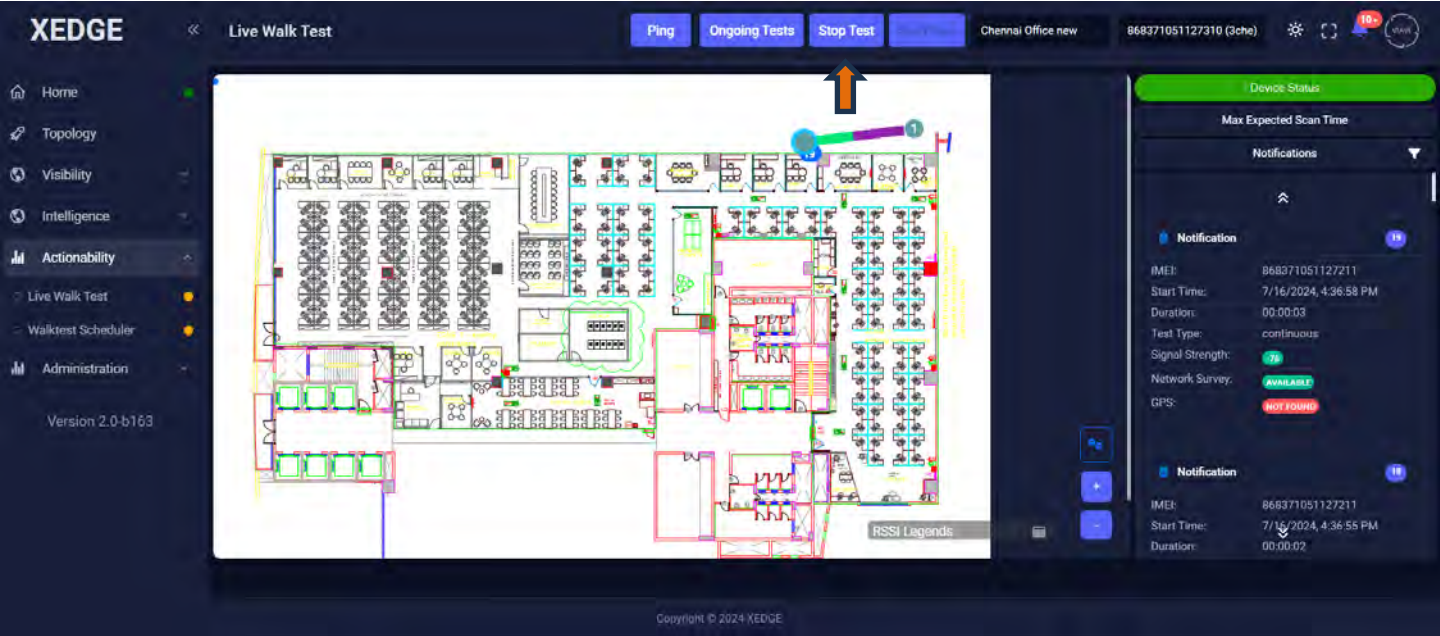 XEDGE
Live Walk Test
Ping
Ongoing Tests
Stop Test
Chennai Office new
868371051127310 (3che)
10+
Home
Topology
Visibility
Intelligence
Actionability
Live Walk Test
Walktest Scheduler
Administration
Version 2.0-b163
1
19
RSSI Legends
+
-
Device Status
Max Expected Scan Time
Notifications
Notification
19
IMEI: 868371051127211
Start Time: 7/16/2024, 4:36:58 PM
Duration: 00:00:03
Test Type: continuous
Signal Strength: -76
Network Survey: AVAILABLE
GPS: NOT FOUND
Notification
18
IMEI: 868371051127211
Start Time: 7/16/2024, 4:36:55 PM
Duration: 00:00:02
Copyright © 2024 XEDGE